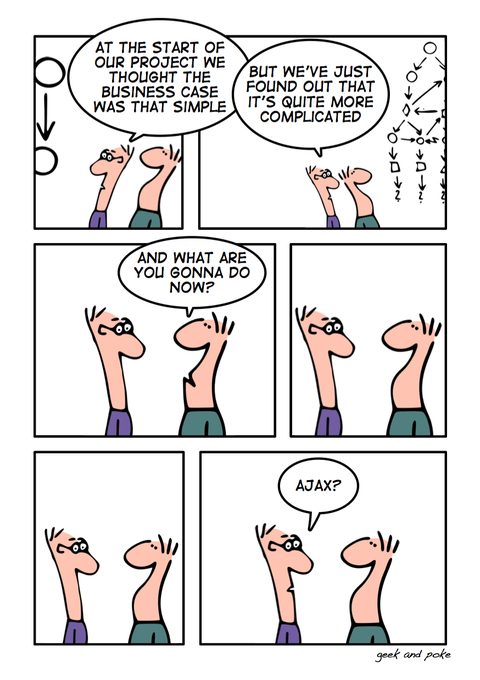 AT THE START OF
OUR PROJECT WE
THOUGHT THE
BUSINESS CASE
WAS THAT SIMPLE
BUT WE'VE JUST
FOUND OUT THAT
IT'S QUITE MORE
COMPLICATED
AND WHAT ARE
YOU GONNA DO
NOW?
AJAX?
geek and poke